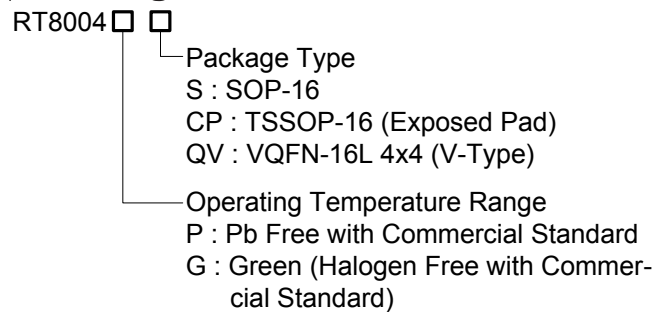 RT8004
Package Type
S : SOP-16
CP : TSSOP-16 (Exposed Pad)
QV : VQFN-16L 4x4 (V-Type)
Operating Temperature Range
P : Pb Free with Commercial Standard
G : Green (Halogen Free with Commer-
cial Standard)